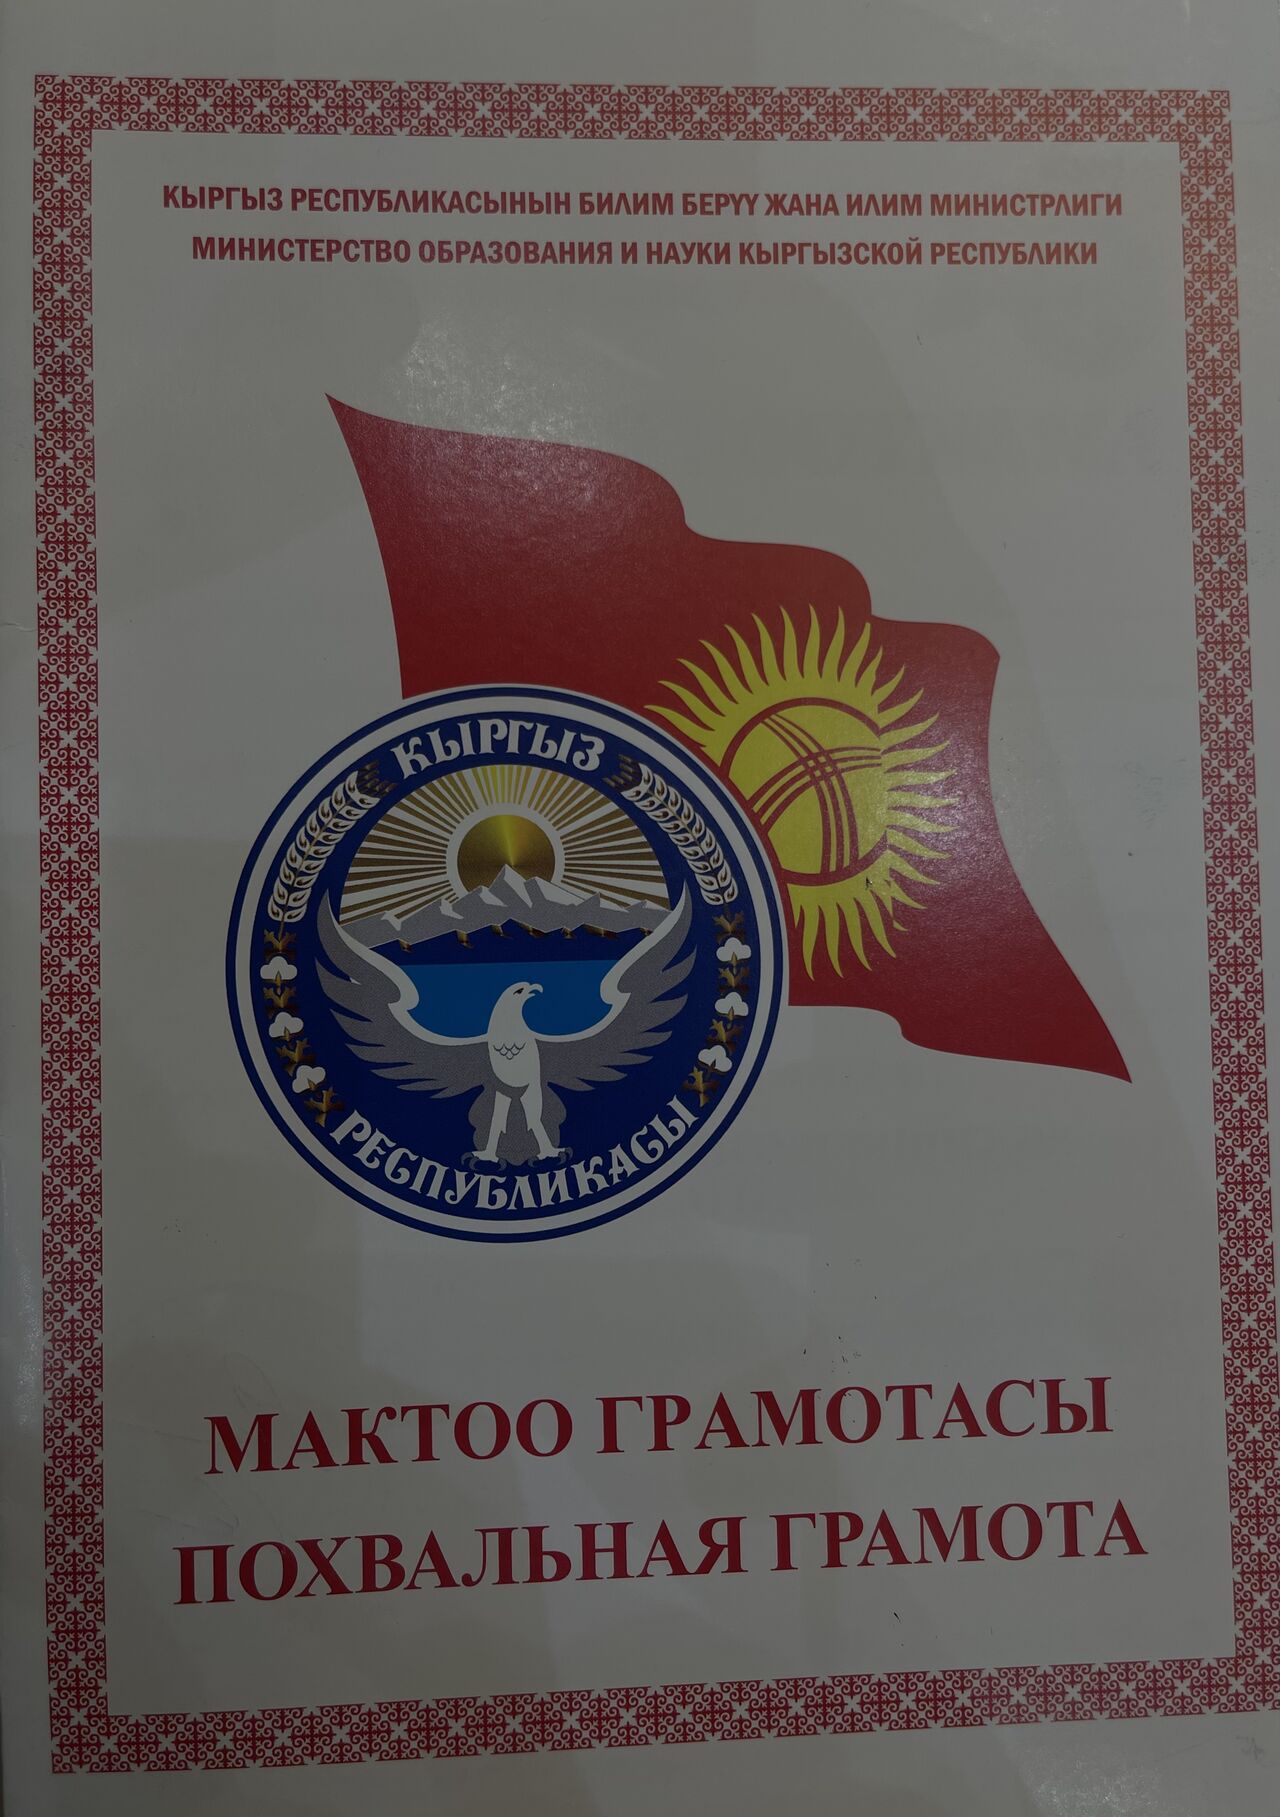 КЫРГЫЗ РЕСПУБЛИКАСЫНЫН БИЛИМ БЕРҮҮ ЖАНА ИЛИМ МИНИСТРЛИГИ
МИНИСТЕРСТВО ОБРАЗОВАНИЯ И НАУКИ КЫРГЫЗСКОЙ РЕСПУБЛИКИ
КЫРГЫЗ
РЕСПУБЛИКАСЫ
МАКТОО ГРАМОТАСЫ
ПОХВАЛЬНАЯ ГРАМОТА